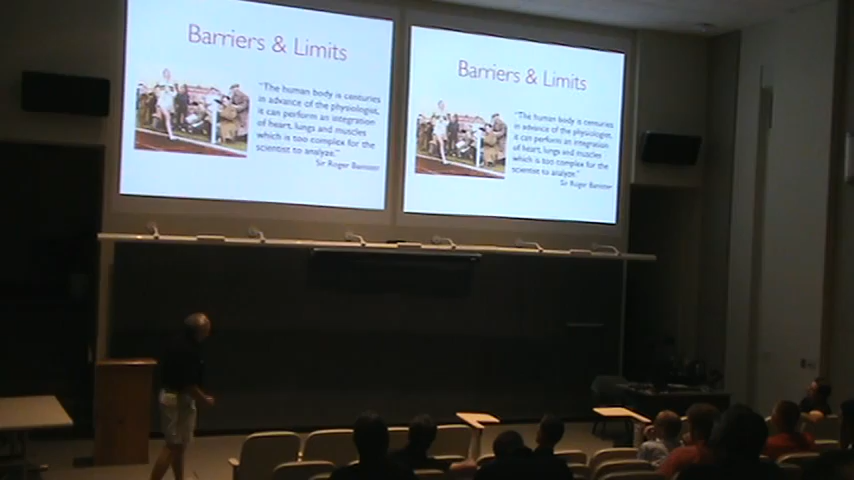 Barriers & Limits
"The human body is centuries
in advance of the physiologist,
it can perform an integration
of heart, lungs and muscles
which is too complex for the
scientist to analyze."
Sir Roger Bannister
Barriers & Limits
"The human body is centuries
in advance of the physiologist,
it can perform an integration
of heart, lungs and muscles
which is too complex for the
scientist to analyze."
Sir Roger Bannister